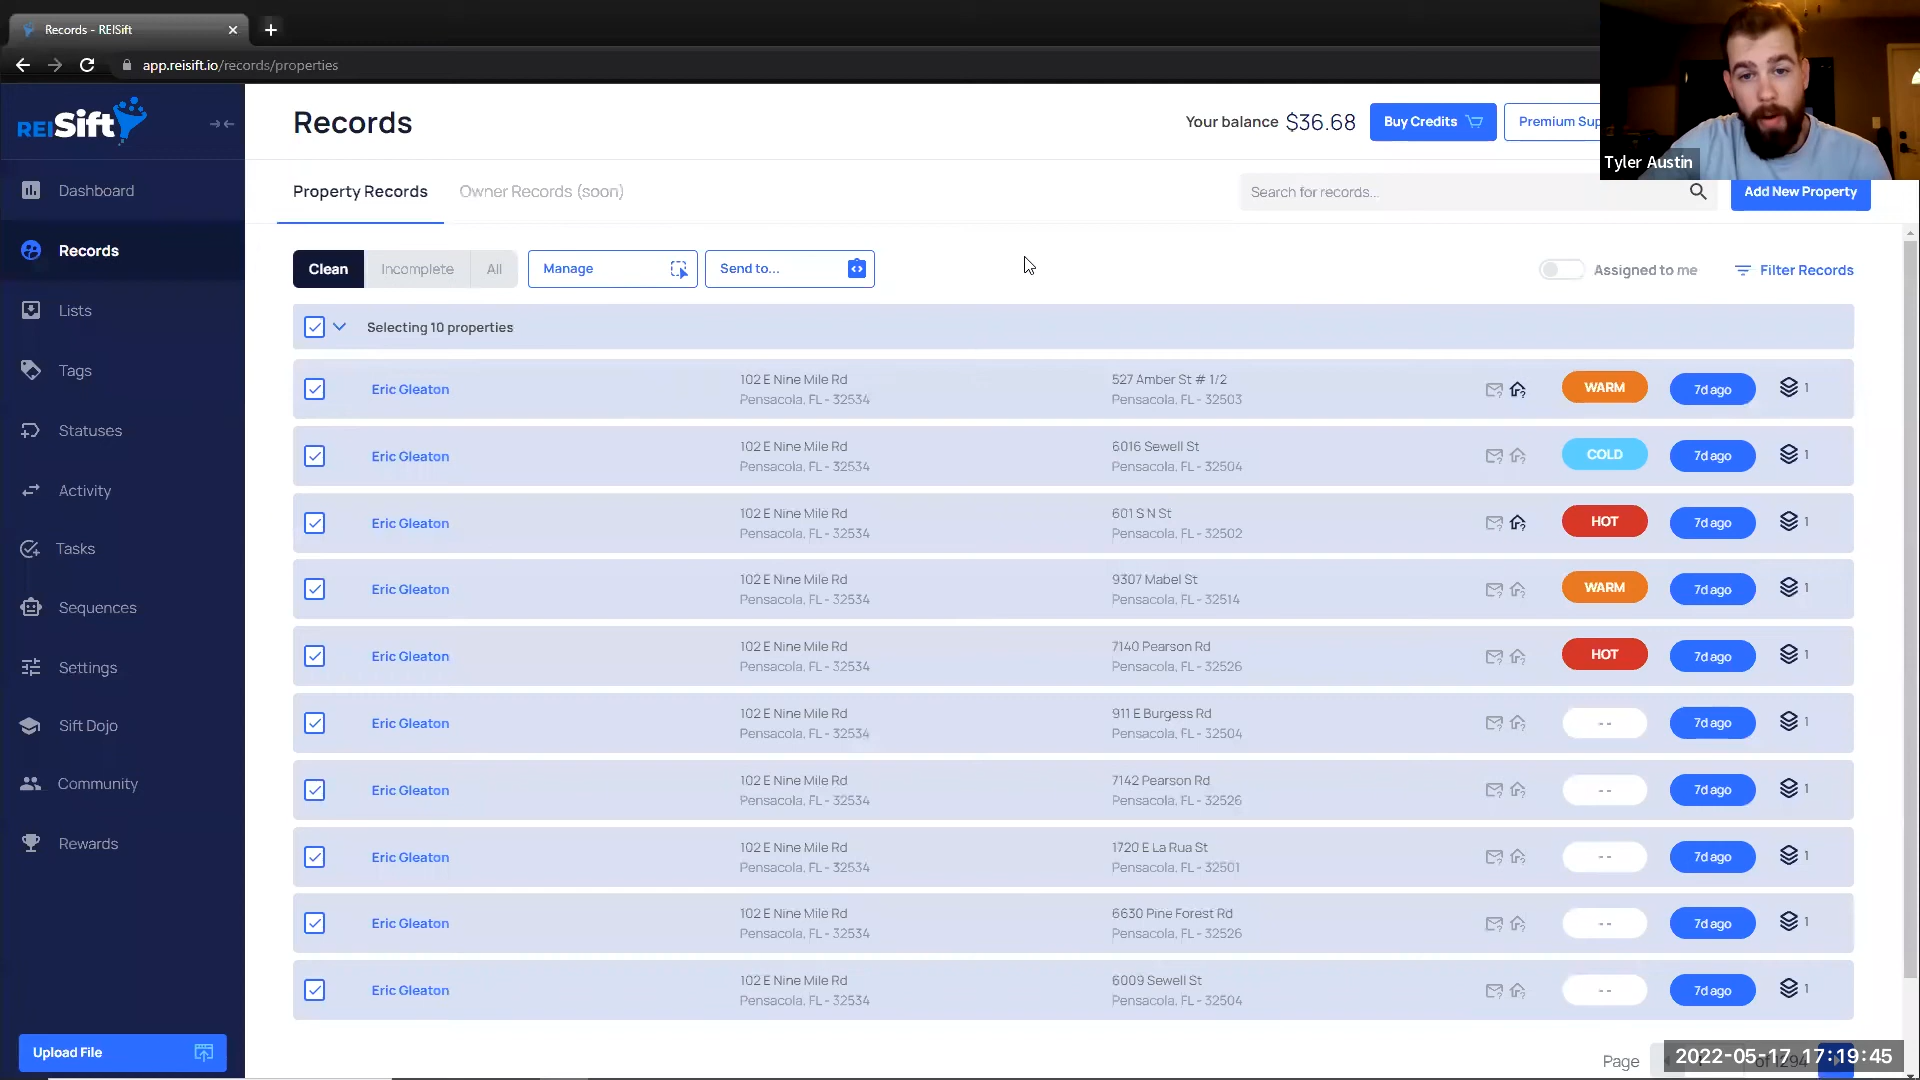 Records - REISift
app.reisift.io/records/properties
REISift
Records
Your balance $36.68
Buy Credits
Premium Sup
Tyler Austin
Dashboard
Records
Lists
Tags
Statuses
Activity
Tasks
Sequences
Settings
Sift Dojo
Community
Rewards
Upload File
Property Records
Owner Records (soon)
Search for records...
Add New Property
Clean
Incomplete
All
Manage
Send to...
Assigned to me
Filter Records
Selecting 10 properties
Eric Gleaton
102 E Nine Mile Rd
Pensacola, FL - 32534
527 Amber St # 1/2
Pensacola, FL - 32503
WARM
7d ago
1
Eric Gleaton
102 E Nine Mile Rd
Pensacola, FL - 32534
6016 Sewell St
Pensacola, FL - 32504
COLD
7d ago
1
Eric Gleaton
102 E Nine Mile Rd
Pensacola, FL - 32534
601 S N St
Pensacola, FL - 32502
HOT
7d ago
1
Eric Gleaton
102 E Nine Mile Rd
Pensacola, FL - 32534
9307 Mabel St
Pensacola, FL - 32514
WARM
7d ago
1
Eric Gleaton
102 E Nine Mile Rd
Pensacola, FL - 32534
7140 Pearson Rd
Pensacola, FL - 32526
HOT
7d ago
1
Eric Gleaton
102 E Nine Mile Rd
Pensacola, FL - 32534
911 E Burgess Rd
Pensacola, FL - 32504
- -
7d ago
1
Eric Gleaton
102 E Nine Mile Rd
Pensacola, FL - 32534
7142 Pearson Rd
Pensacola, FL - 32526
- -
7d ago
1
Eric Gleaton
102 E Nine Mile Rd
Pensacola, FL - 32534
1720 E La Rua St
Pensacola, FL - 32501
- -
7d ago
1
Eric Gleaton
102 E Nine Mile Rd
Pensacola, FL - 32534
6630 Pine Forest Rd
Pensacola, FL - 32526
- -
7d ago
1
Eric Gleaton
102 E Nine Mile Rd
Pensacola, FL - 32534
6009 Sewell St
Pensacola, FL - 32504
- -
7d ago
1
Page
of 1294
2022-05-17 17:19:45